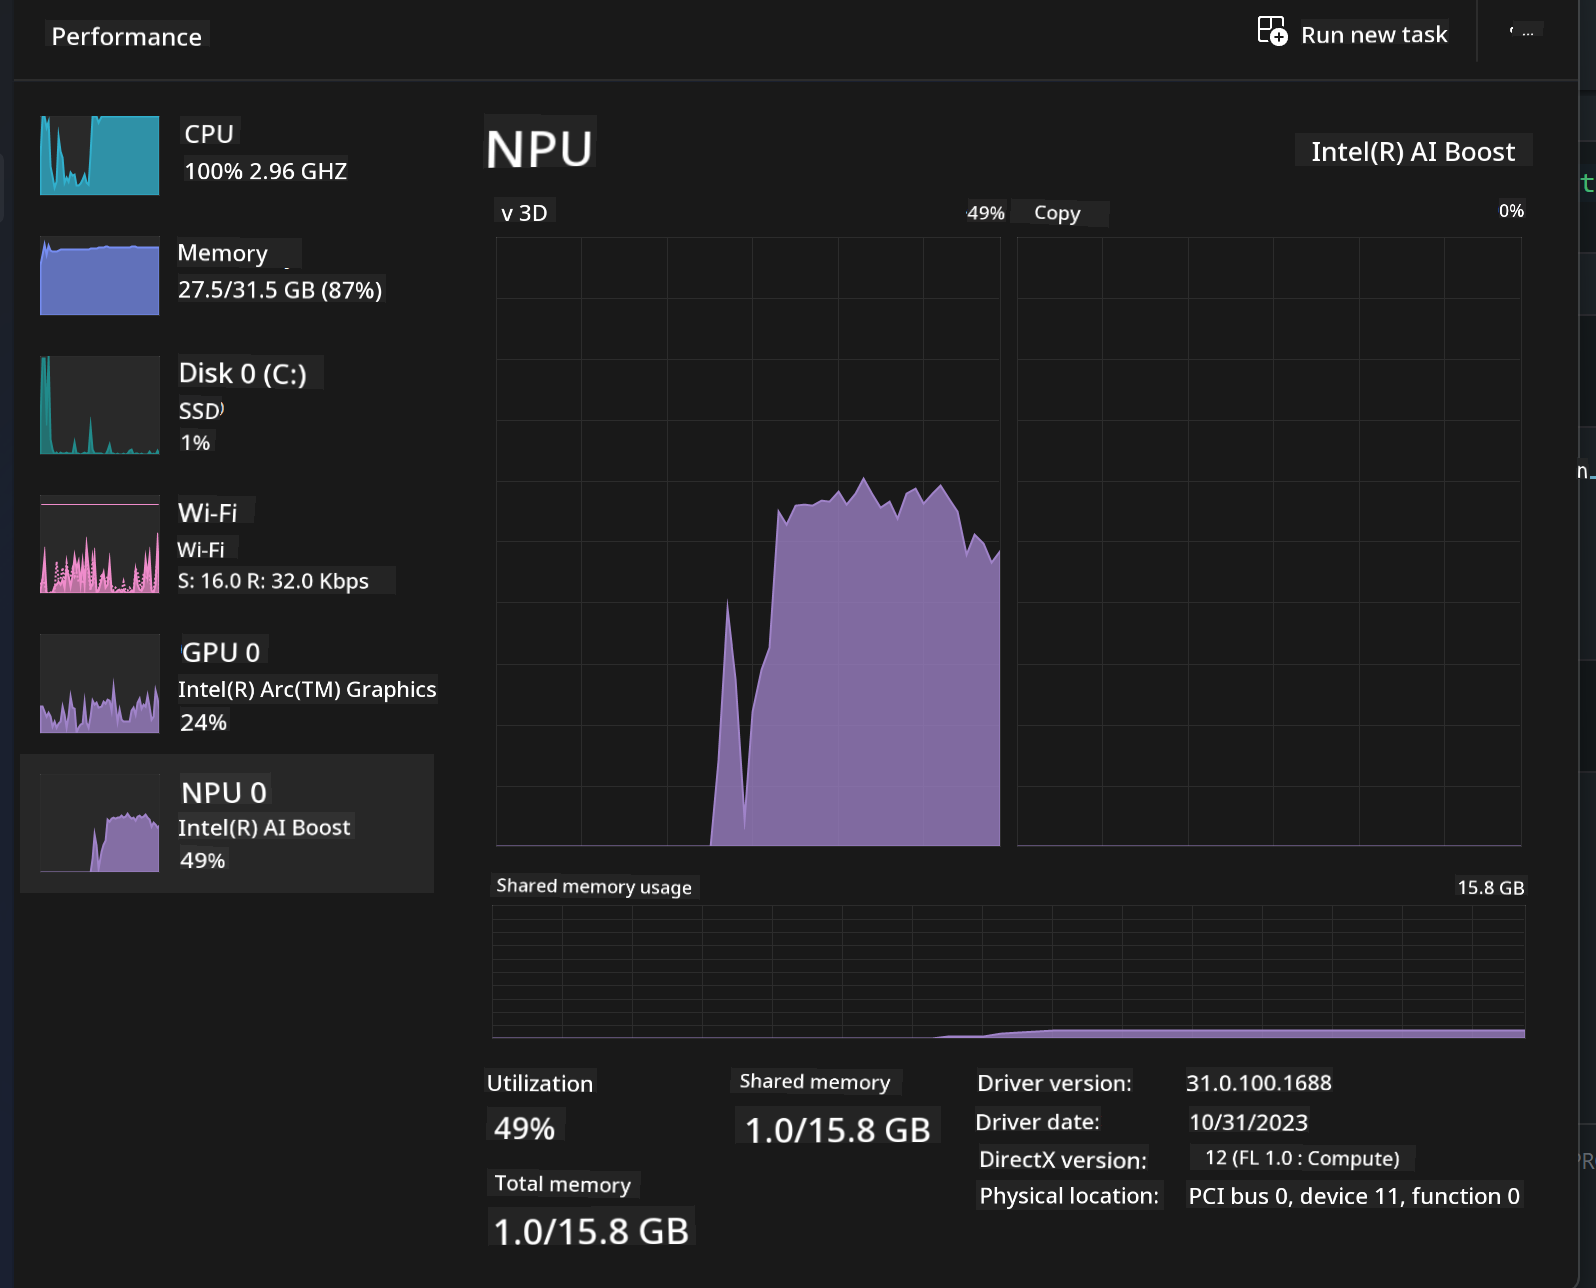 Performance
Run new task
...
CPU
100% 2.96 GHZ
Memory
27.5/31.5 GB (87%)
Disk 0 (C:)
SSD
1%
Wi-Fi
Wi-Fi
S: 16.0 R: 32.0 Kbps
GPU 0
Intel(R) Arc(TM) Graphics
24%
NPU 0
Intel(R) AI Boost
49%
NPU
Intel(R) AI Boost
v 3D
49%
Copy
0%
Shared memory usage
15.8 GB
Utilization
49%
Shared memory
1.0/15.8 GB
Total memory
1.0/15.8 GB
Driver version: 31.0.100.1688
Driver date: 10/31/2023
DirectX version: 12 (FL 1.0 : Compute)
Physical location: PCI bus 0, device 11, function 0